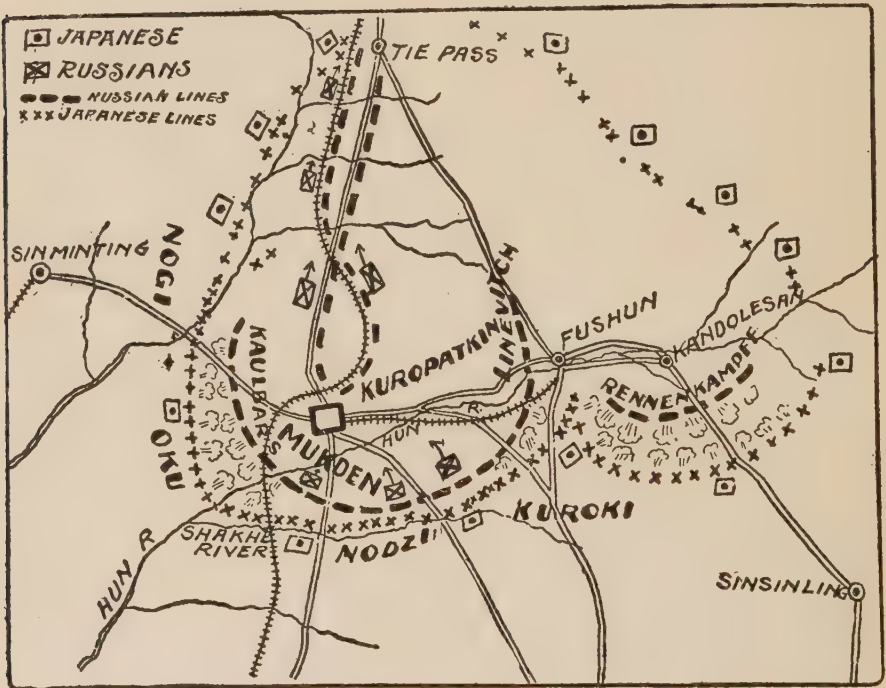 JAPANESE
RUSSIANS
RUSSIAN LINES
xxx JAPANESE LINES
TIE PASS
SINMINTING
NOGI
KAULBARS
KUROPATKIN
LINEVITCH
FUSHUN
KANDOLESAN
RENNENKAMPFF
OKU
MUKDEN
HUN R.
SHAKHE
RIVER
NODZU
KUROKI
HUN R
SINSINLING